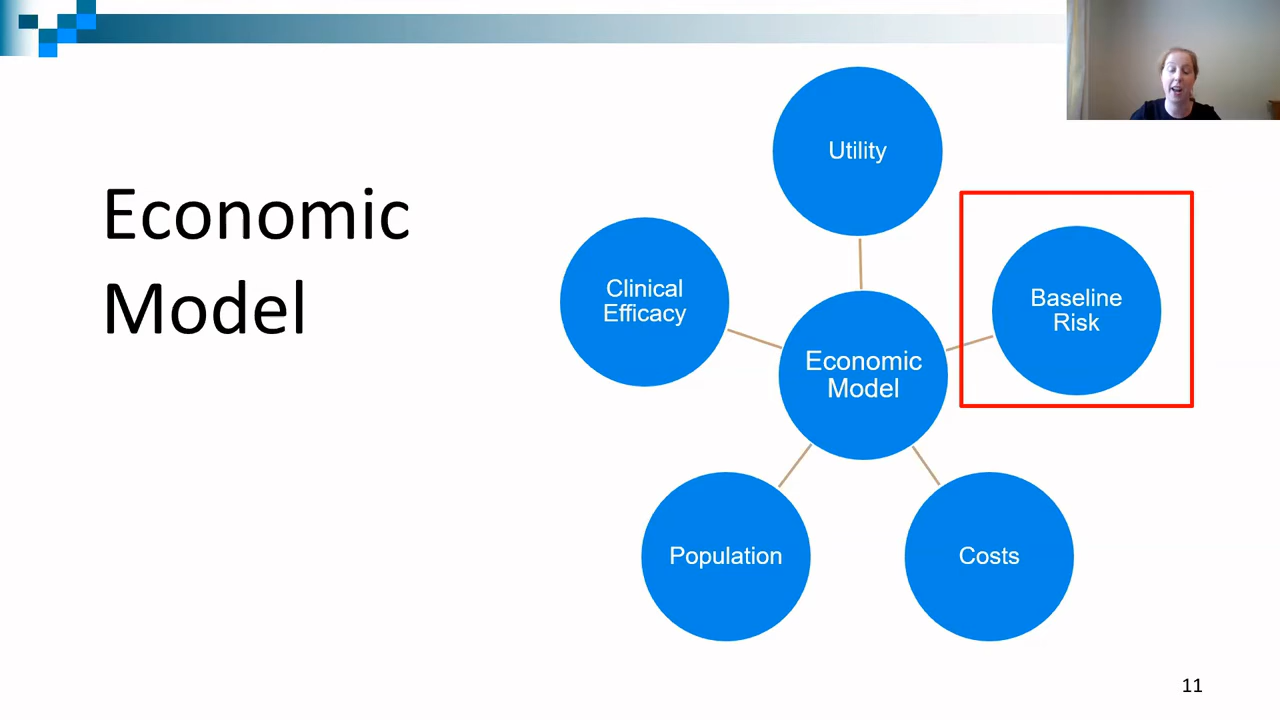 Economic
Model
Utility
Clinical
Efficacy
Baseline
Risk
Economic
Model
Population
Costs
11